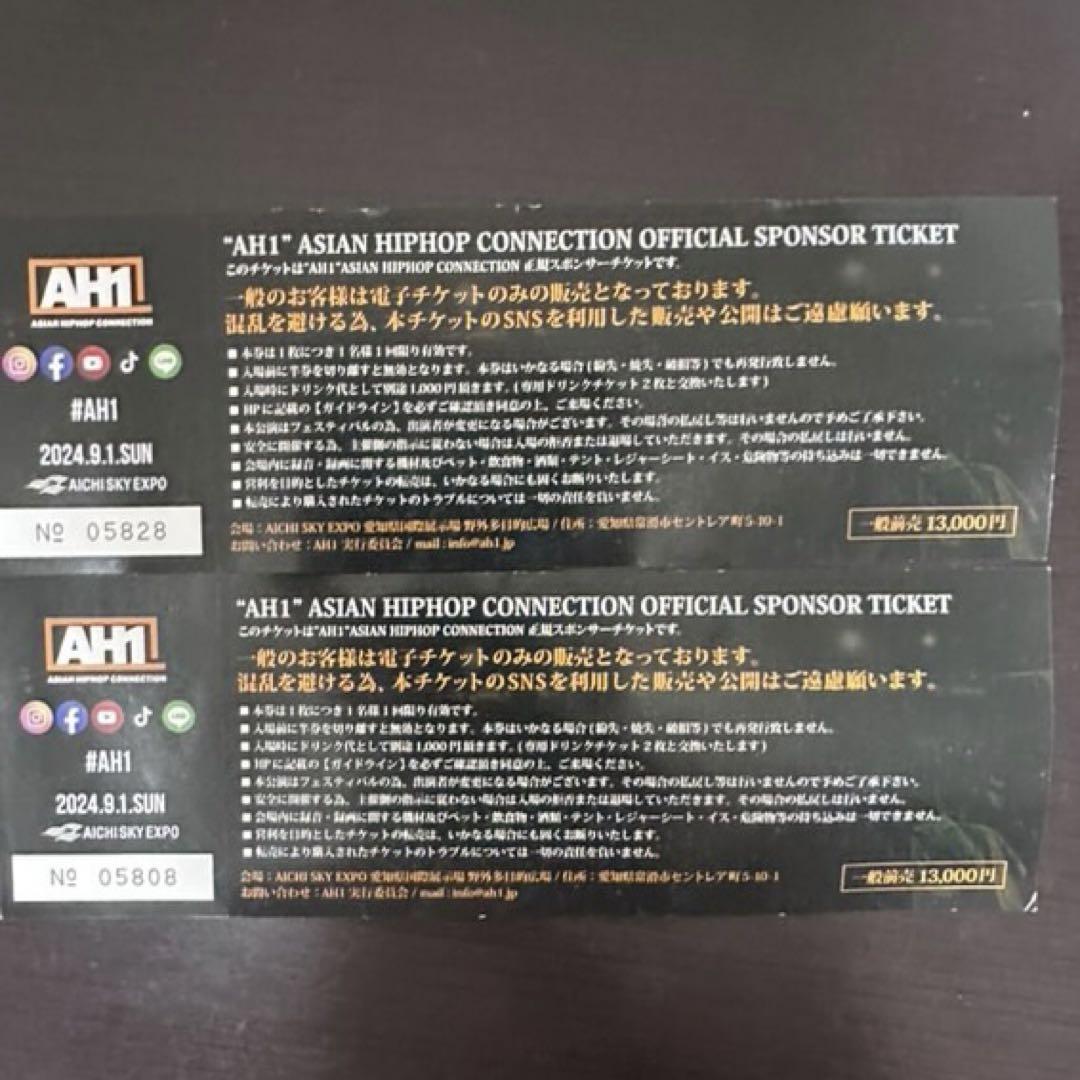 AH1
ASIAN HIPHOP CONNECTION
#AH1
2024.9.1.SUN
AICHI SKY EXPO
№ 05828
"AH1" ASIAN HIPHOP CONNECTION OFFICIAL SPONSOR TICKET
このチケットは"AH1"ASIAN HIPHOP CONNECTION 正規スポンサーチケットです。
一般のお客様は電子チケットのみの販売となっております。
混乱を避ける為、本チケットのSNSを利用した販売や公開はご遠慮願います。
■ 本券は1枚につき1名様1回限り有効です。
■ 入場前に半券を切り離すと無効となります。本券はいかなる場合(紛失・焼失・破損等)でも再発行致しません。
■ 入場時にドリンク代として別途1,000円頂きます。(専用ドリンクチケット2枚と交換いたします)
■ HPに記載の【ガイドライン】を必ずご確認頂き同意の上、ご来場ください。
■ 本公演はフェスティバルの為、出演者が変更になる場合がございます。その場合の払戻し等は行いませんので予めご了承下さい。
■ 安全に開催する為、主催側の指示に従わない場合は入場の拒否または退場していただきます。その場合の払戻しは行いません。
■ 会場内に録音・録画に関する機材及びペット・飲食物・酒類・テント・レジャーシート・イス・危険物等の持ち込みは一切できません。
■ 営利を目的としたチケットの転売は、いかなる場合にも固くお断りいたします。
■ 転売により購入されたチケットのトラブルについては一切の責任を負いません。
会場:AICHI SKY EXPO 愛知県国際展示場 野外多目的広場 / 住所:愛知県常滑市セントレア町5-10-1
お問い合わせ:AH1 実行委員会 / mail : info@ah1.jp
一般前売 13,000円
AH1
ASIAN HIPHOP CONNECTION
#AH1
2024.9.1.SUN
AICHI SKY EXPO
№ 05808
"AH1" ASIAN HIPHOP CONNECTION OFFICIAL SPONSOR TICKET
このチケットは"AH1"ASIAN HIPHOP CONNECTION 正規スポンサーチケットです。
一般のお客様は電子チケットのみの販売となっております。
混乱を避ける為、本チケットのSNSを利用した販売や公開はご遠慮願います。
■ 本券は1枚につき1名様1回限り有効です。
■ 入場前に半券を切り離すと無効となります。本券はいかなる場合(紛失・焼失・破損等)でも再発行致しません。
■ 入場時にドリンク代として別途1,000円頂きます。(専用ドリンクチケット2枚と交換いたします)
■ HPに記載の【ガイドライン】を必ずご確認頂き同意の上、ご来場ください。
■ 本公演はフェスティバルの為、出演者が変更になる場合がございます。その場合の払戻し等は行いませんので予めご了承下さい。
■ 安全に開催する為、主催側の指示に従わない場合は入場の拒否または退場していただきます。その場合の払戻しは行いません。
■ 会場内に録音・録画に関する機材及びペット・飲食物・酒類・テント・レジャーシート・イス・危険物等の持ち込みは一切できません。
■ 営利を目的としたチケットの転売は、いかなる場合にも固くお断りいたします。
■ 転売により購入されたチケットのトラブルについては一切の責任を負いません。
会場:AICHI SKY EXPO 愛知県国際展示場 野外多目的広場 / 住所:愛知県常滑市セントレア町5-10-1
お問い合わせ:AH1 実行委員会 / mail : info@ah1.jp
一般前売 13,000円